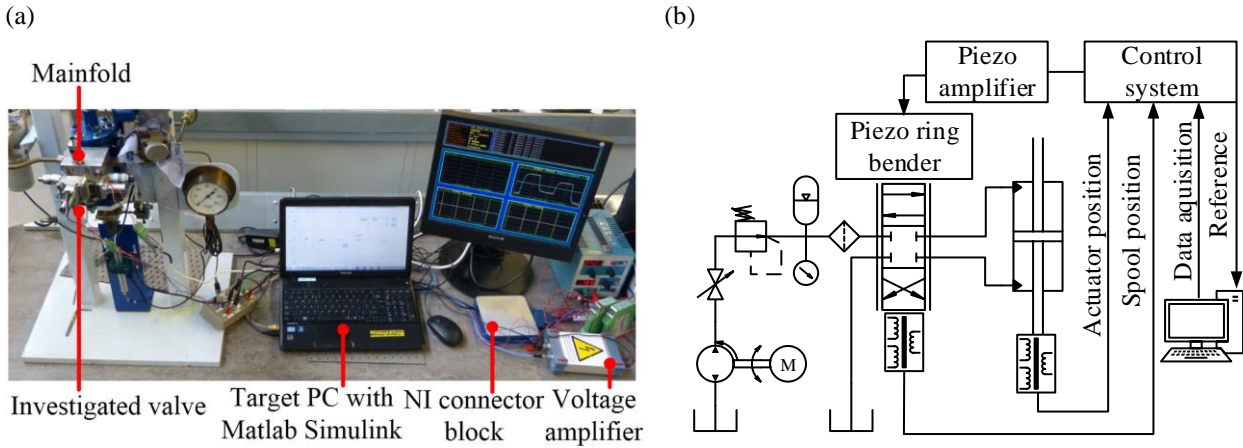 (a)
Mainfold
Investigated valve
Target PC with
Matlab Simulink
NI connector
block
Voltage
amplifier
(b)
Piezo
amplifier
Control
system
Piezo ring
bender
Actuator position
Spool position
Data aquisition
Reference
M